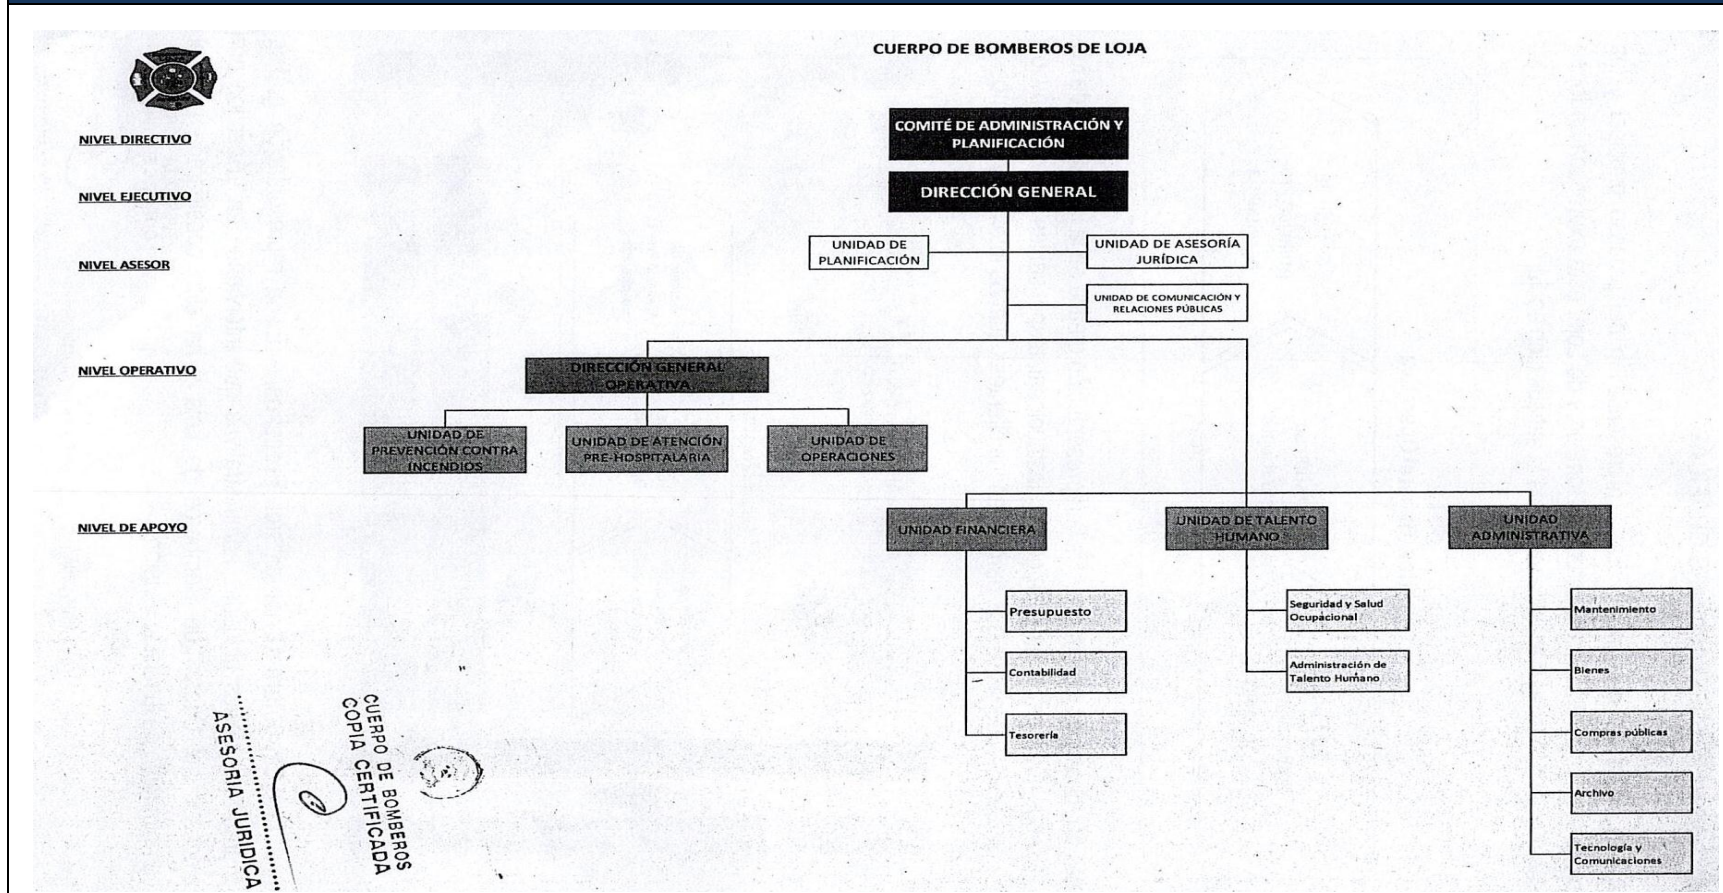 CUERPO DE BOMBEROS DE LOJA
NIVEL DIRECTIVO
COMITÉ DE ADMINISTRACIÓN Y
PLANIFICACIÓN
NIVEL EJECUTIVO
DIRECCIÓN GENERAL
NIVEL ASESOR
UNIDAD DE
PLANIFICACIÓN
UNIDAD DE ASESORÍA
JURÍDICA
UNIDAD DE COMUNICACIÓN Y
RELACIONES PÚBLICAS
NIVEL OPERATIVO
DIRECCIÓN GENERAL
OPERATIVA
UNIDAD DE
PREVENCIÓN CONTRA
INCENDIOS
UNIDAD DE ATENCIÓN
PRE-HOSPITALARIA
UNIDAD DE
OPERACIONES
NIVEL DE APOYO
UNIDAD FINANCIERA
Presupuesto
Contabilidad
Tesorería
UNIDAD DE TALENTO
HUMANO
Seguridad y Salud
Ocupacional
Administración de
Talento Humano
UNIDAD
ADMINISTRATIVA
Mantenimiento
Bienes
Compras públicas
Archivo
Tecnología y
Comunicaciones
CUERPO DE BOMBEROS
COPIA CERTIFICADA
ASESORIA JURIDICA